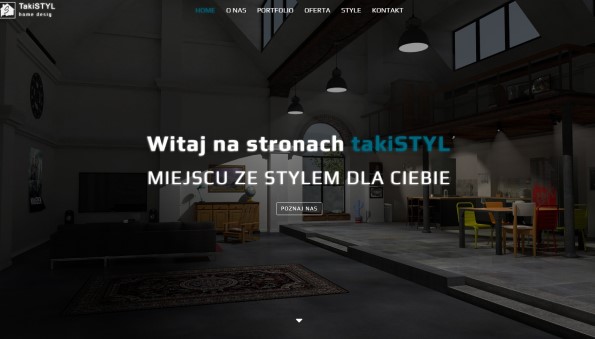 TakiSTYL
home desig
HOME O NAS PORTFOLIO OFERTA STYLE KONTAKT
Witaj na stronach takiSTYL
MIEJSCU ZE STYLEM DLA CIEBIE
POZNAJ NAS